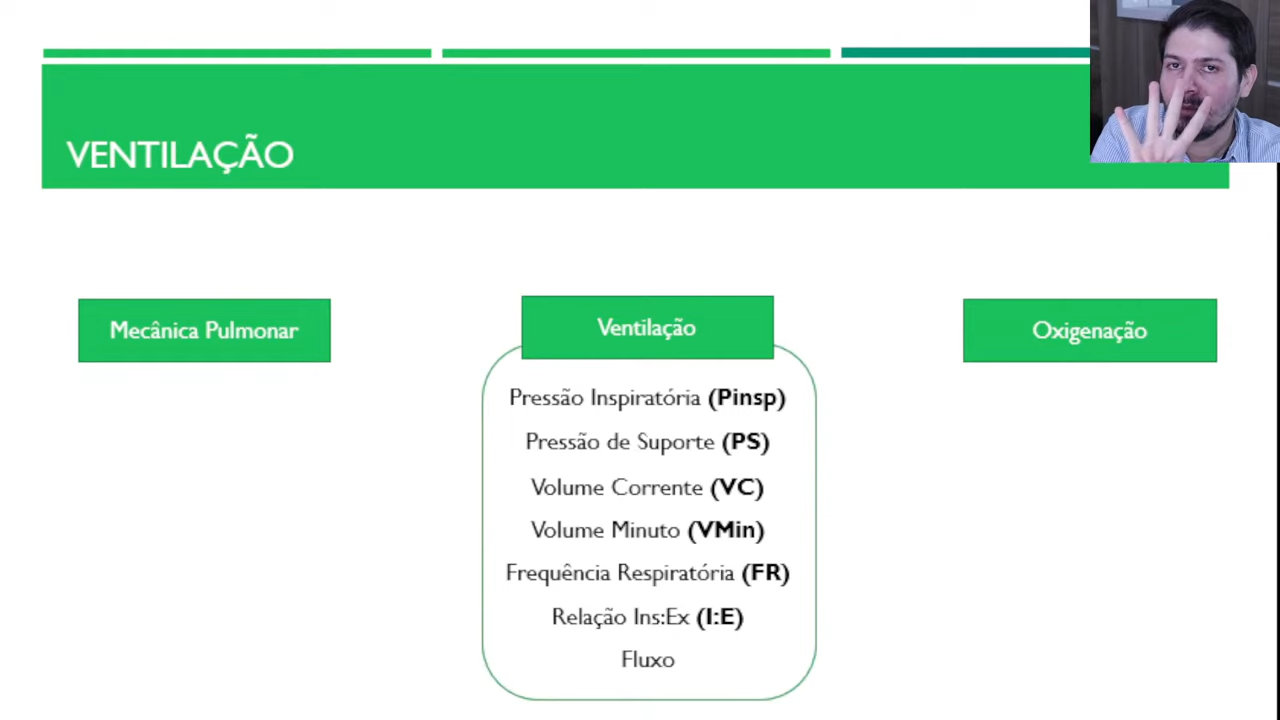 VENTILAÇÃO
Mecânica Pulmonar
Ventilação
Oxigenação
Pressão Inspiratória (Pinsp)
Pressão de Suporte (PS)
Volume Corrente (VC)
Volume Minuto (VMin)
Frequência Respiratória (FR)
Relação Ins:Ex (I:E)
Fluxo